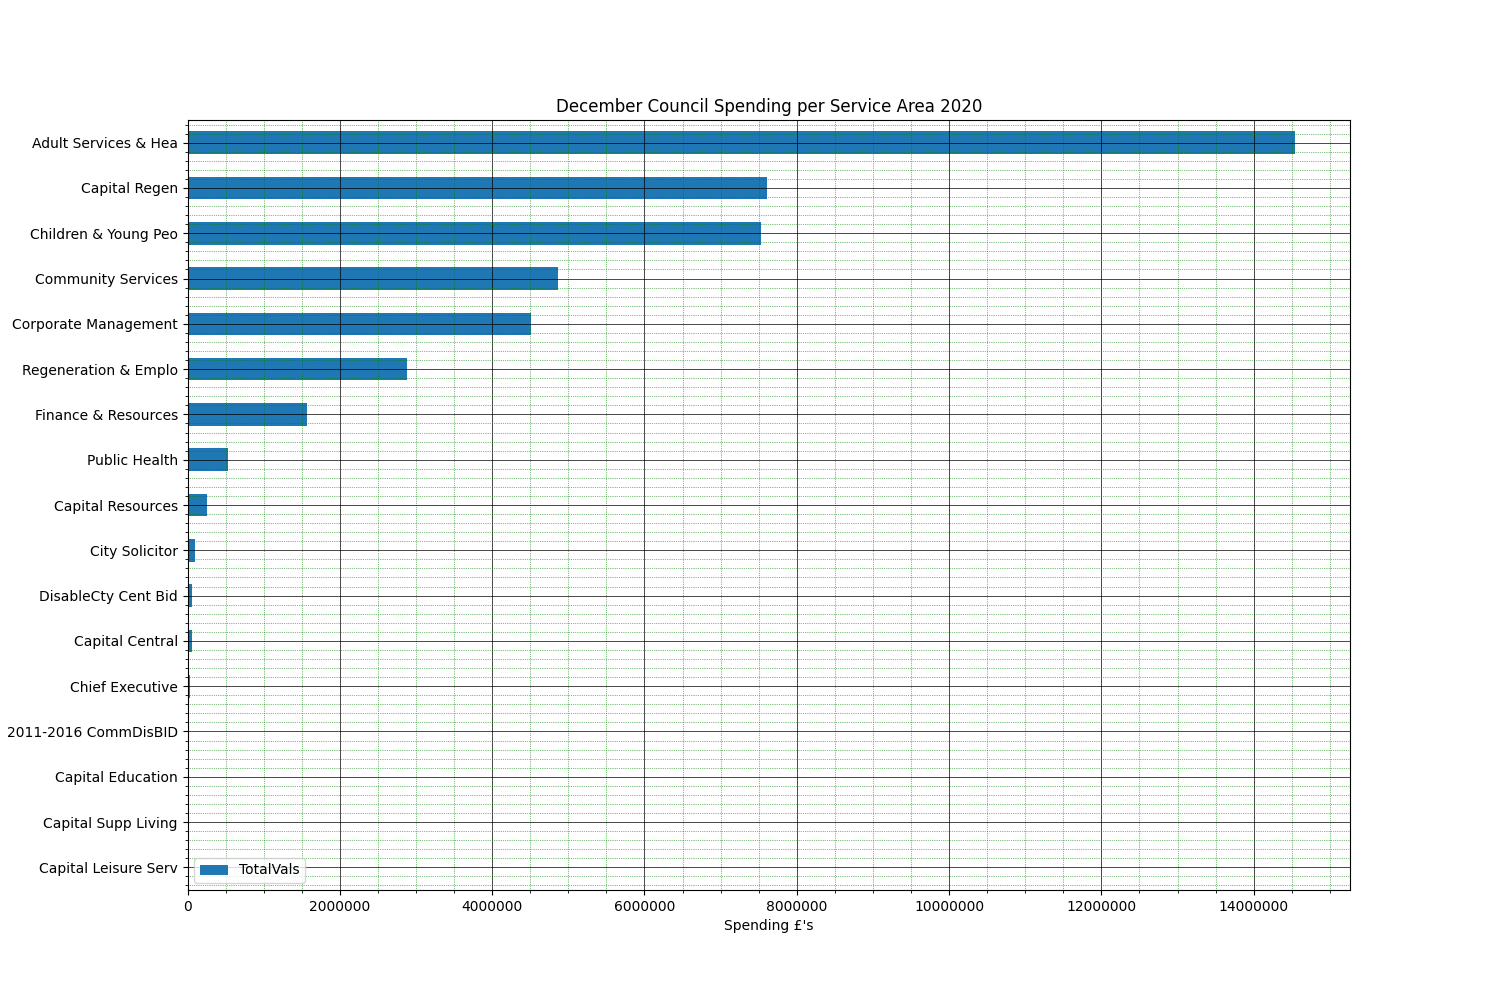 December Council Spending per Service Area 2020
Adult Services & Hea
Capital Regen
Children & Young Peo
Community Services
Corporate Management
Regeneration & Emplo
Finance & Resources
Public Health
Capital Resources
City Solicitor
DisableCty Cent Bid
Capital Central
Chief Executive
2011-2016 CommDisBID
Capital Education
Capital Supp Living
Capital Leisure Serv
TotalVals
0 2000000 4000000 6000000 8000000 10000000 12000000 14000000
Spending £'s